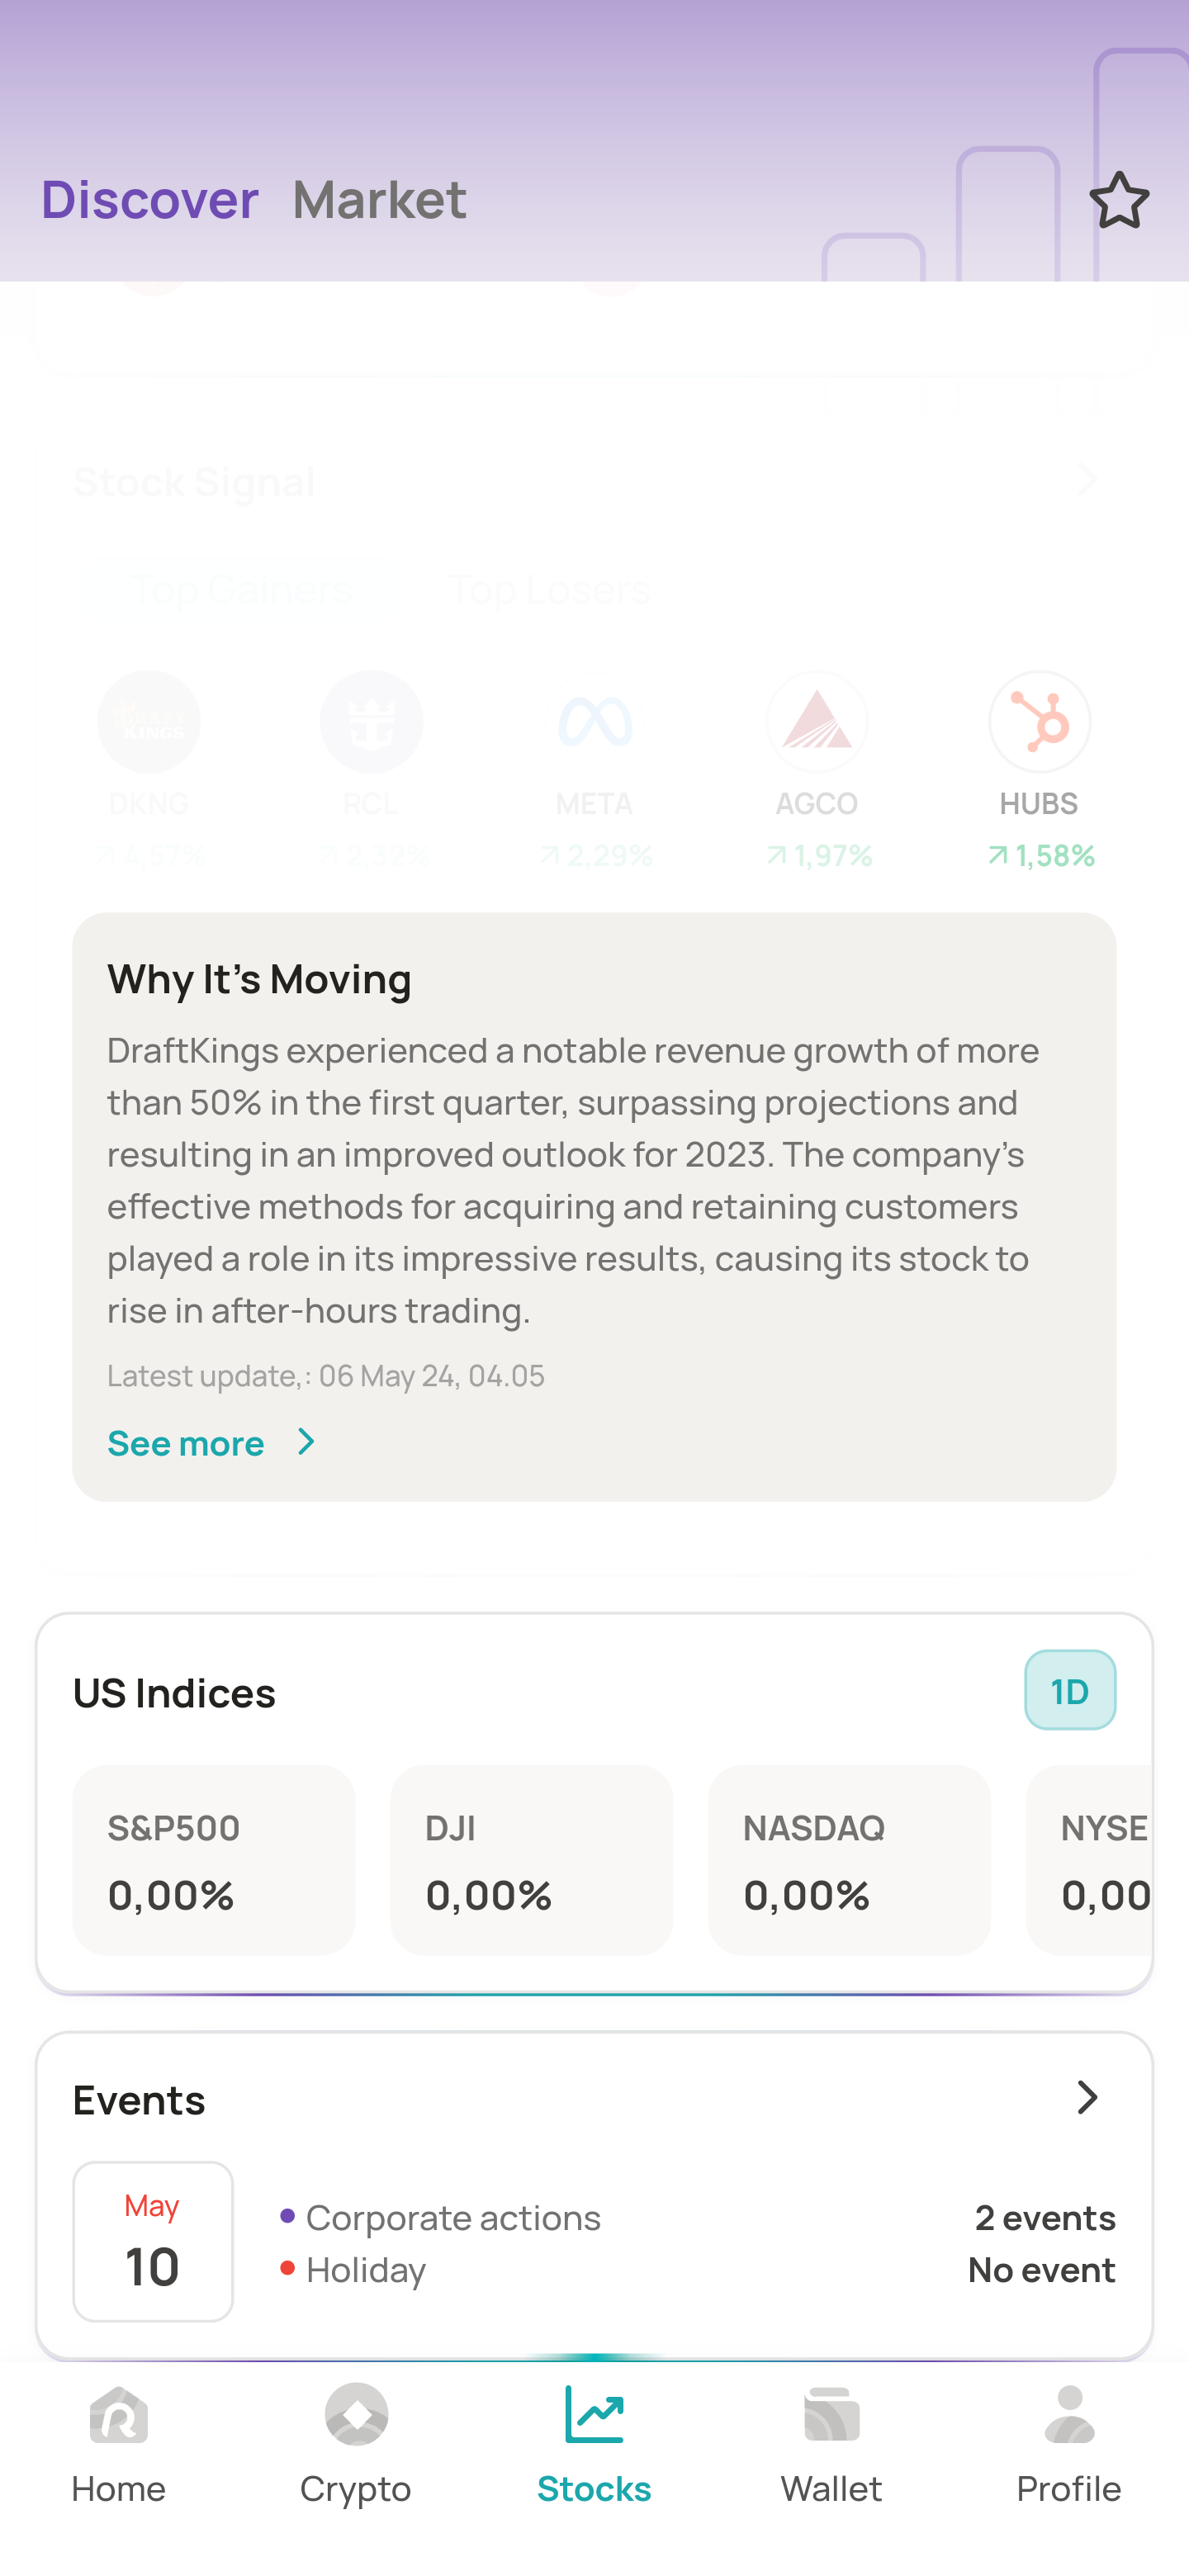 Discover Market
Stock Signal
Top Gainers Top Losers
KINGS
DKNG RCL META AGCO HUBS
4,57% 2,32% 2,29% 1,97% 1,58%
Why It’s Moving
DraftKings experienced a notable revenue growth of more
than 50% in the first quarter, surpassing projections and
resulting in an improved outlook for 2023. The company’s
effective methods for acquiring and retaining customers
played a role in its impressive results, causing its stock to
rise in after-hours trading.
Latest update,: 06 May 24, 04.05
See more
US Indices 1D
S&P500 DJI NASDAQ NYSE
0,00% 0,00% 0,00% 0,00
Events
May
10
Corporate actions 2 events
Holiday No event
Home Crypto Stocks Wallet Profile